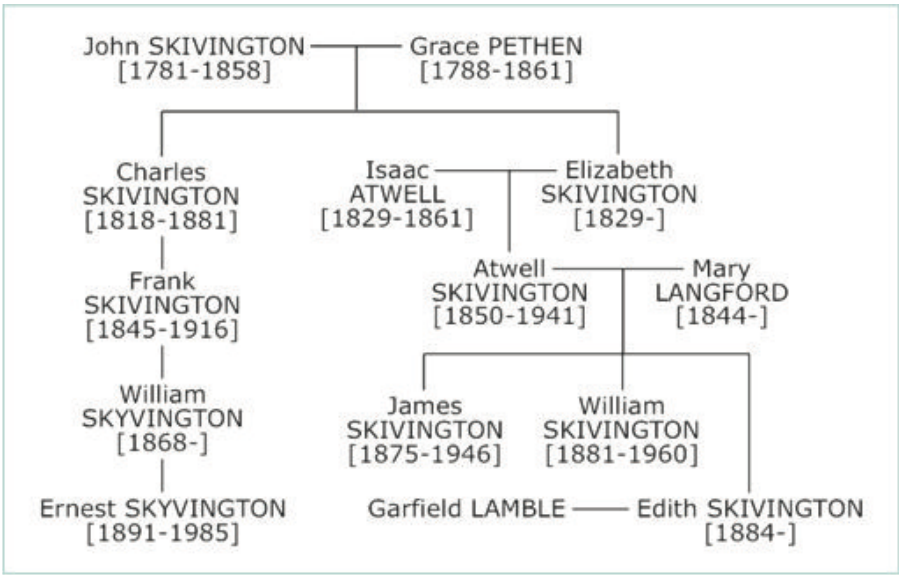 John SKIVINGTON
[1781-1858]
Grace PETHEN
[1788-1861]
Charles
SKIVINGTON
[1818-1881]
Isaac
ATWELL
[1829-1861]
Elizabeth
SKIVINGTON
[1829-]
Frank
SKIVINGTON
[1845-1916]
Atwell
SKIVINGTON
[1850-1941]
Mary
LANGFORD
[1844-]
William
SKYVINGTON
[1868-]
James
SKIVINGTON
[1875-1946]
William
SKIVINGTON
[1881-1960]
Ernest SKYVINGTON
[1891-1985]
Garfield LAMBLE
Edith SKIVINGTON
[1884-]